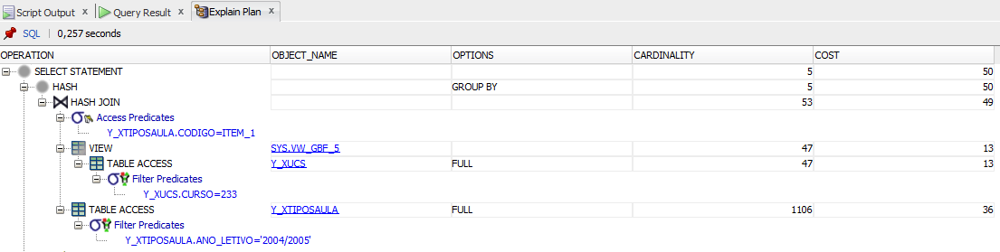 Script Output x Query Result x Explain Plan x
SQL | 0,257 seconds
OPERATION OBJECT_NAME OPTIONS CARDINALITY COST
SELECT STATEMENT 5 50
HASH GROUP BY 5 50
HASH JOIN 53 49
Access Predicates
Y_XTIPOSAULA.CODIGO=ITEM_1
VIEW SYS.VW_GBF_5 47 13
TABLE ACCESS Y_XUCS FULL 47 13
Filter Predicates
Y_XUCS.CURSO=233
TABLE ACCESS Y_XTIPOSAULA FULL 1106 36
Filter Predicates
Y_XTIPOSAULA.ANO_LETIVO='2004/2005'